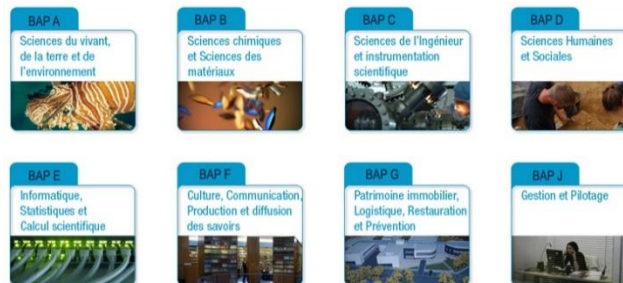 BAP A
Sciences du vivant,
de la terre et de
l'environnement
BAP B
Sciences chimiques
et Sciences des
matériaux
BAP C
Sciences de l'Ingénieur
et instrumentation
scientifique
BAP D
Sciences Humaines
et Sociales
BAP E
Informatique,
Statistiques et
Calcul scientifique
BAP F
Culture, Communication,
Production et diffusion
des savoirs
BAP G
Patrimoine immobilier,
Logistique, Restauration
et Prévention
BAP J
Gestion et Pilotage